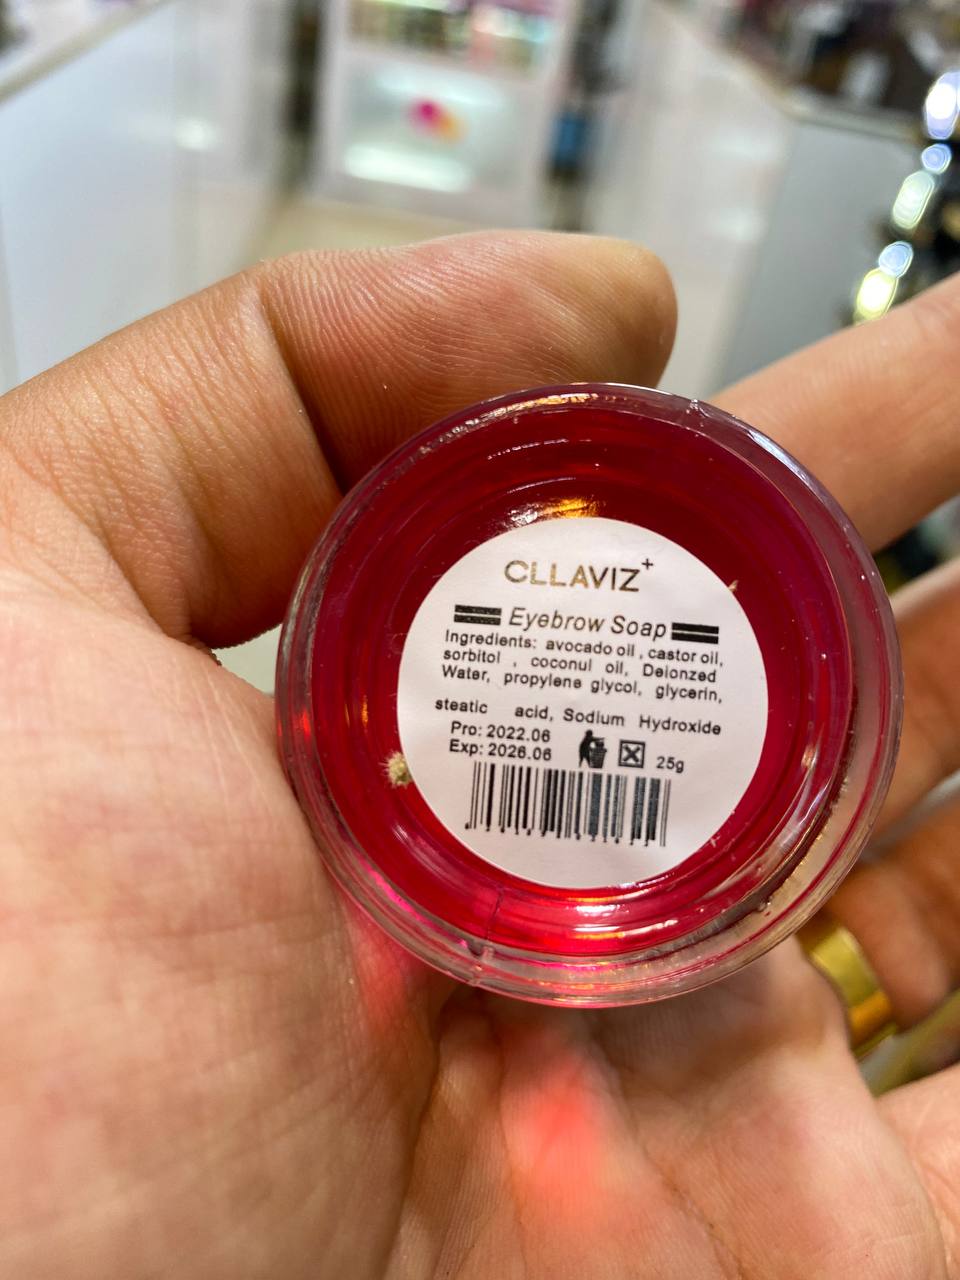 CLLAVIZ+
Eyebrow Soap
Ingredients: avocado oil , castor oil,
sorbitol , coconul oil, Deionzed
Water, propylene glycol, glycerin,
steatic acid, Sodium Hydroxide
Pro: 2022.06
Exp: 2026.06
25g